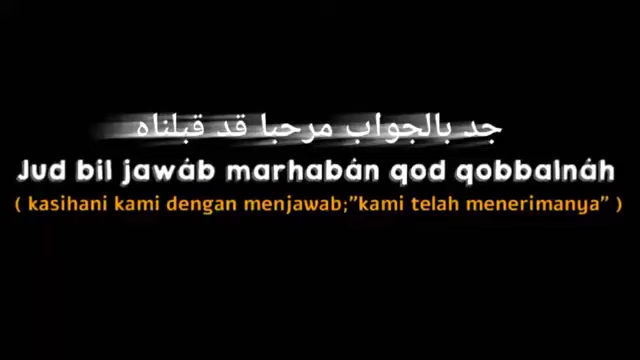 جد بالجواب مرحبا قد قبلناه
Jud bil jawáb marhabán qod qobbalnáh
( kasihani kami dengan menjawab;"kami telah menerimanya" )